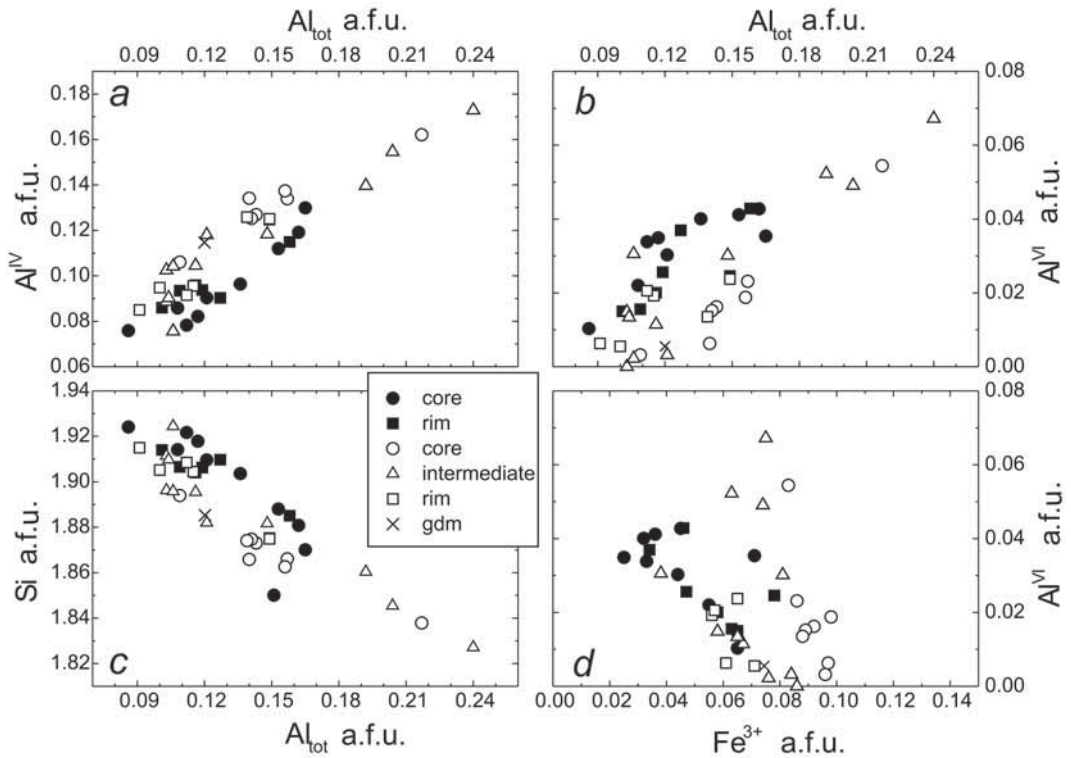 Al_tot a.f.u.
Al_tot a.f.u.
0.09 0.12 0.15 0.18 0.21 0.24
0.09 0.12 0.15 0.18 0.21 0.24
a
b
0.18
0.16
0.14
0.12
0.10
0.08
0.06
Al^IV a.f.u.
0.08
0.06
0.04
0.02
0.00
Al^VI a.f.u.
1.94
1.92
1.90
1.88
1.86
1.84
1.82
Si a.f.u.
core
rim
core
intermediate
rim
gdm
0.08
0.06
0.04
0.02
0.00
Al^VI a.f.u.
c
d
0.09 0.12 0.15 0.18 0.21 0.24
0.00 0.02 0.04 0.06 0.08 0.10 0.12 0.14
Al_tot a.f.u.
Fe^3+ a.f.u.